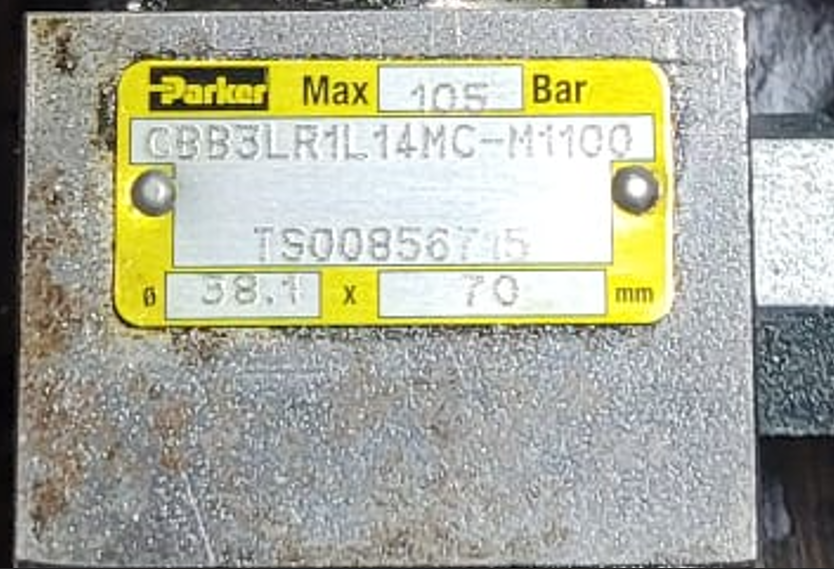 Parker Max 105 Bar
CBB3LR1L14MC-M1100
TS00856715
ø 38.1 x 70 mm